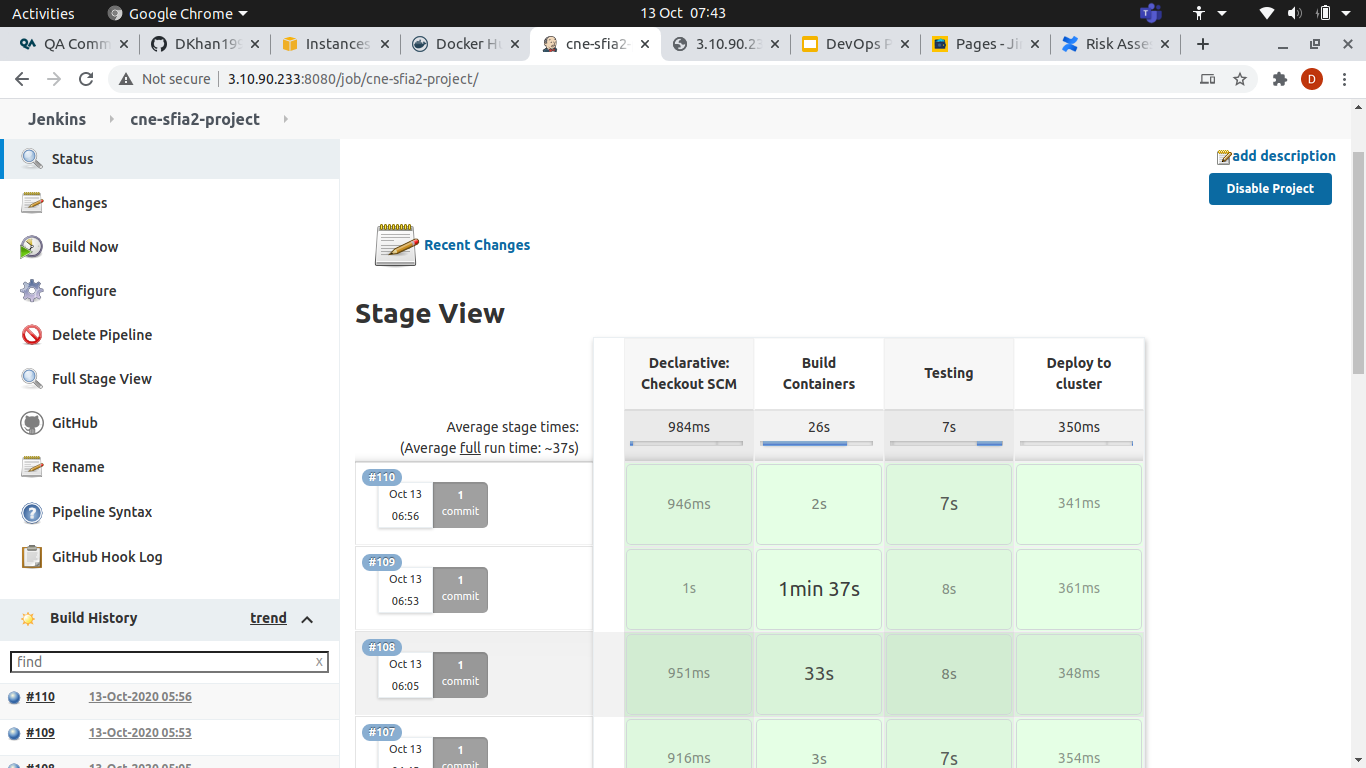 Activities
Google Chrome
13 Oct 07:43
QA Comm
DKhan199
Instances
Docker Hu
cne-sfia2-
3.10.90.23
DevOps P
Pages - Ji
Risk Asse
Not secure
3.10.90.233:8080/job/cne-sfia2-project/
D
Jenkins
cne-sfia2-project
Status
Changes
Build Now
Configure
Delete Pipeline
Full Stage View
GitHub
Rename
Pipeline Syntax
GitHub Hook Log
Build History
trend
find
x
#110
13-Oct-2020 05:56
#109
13-Oct-2020 05:53
#108
13-Oct-2020 05:05
add description
Disable Project
Recent Changes
Stage View
Declarative:
Checkout SCM
Build
Containers
Testing
Deploy to
cluster
Average stage times:
(Average full run time: ~37s)
984ms
26s
7s
350ms
#110
Oct 13
06:56
1
commit
946ms
2s
7s
341ms
#109
Oct 13
06:53
1
commit
1s
1min 37s
8s
361ms
#108
Oct 13
06:05
1
commit
951ms
33s
8s
348ms
#107
Oct 13
1
commit
916ms
3s
7s
354ms